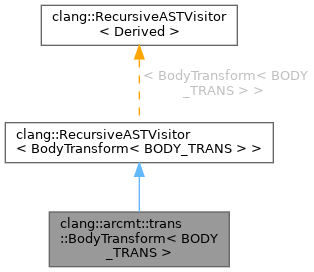 clang::RecursiveASTVisitor
< Derived >
< BodyTransform< BODY
_TRANS > >
clang::RecursiveASTVisitor
< BodyTransform< BODY_TRANS > >
clang::arcmt::trans
::BodyTransform< BODY
_TRANS >